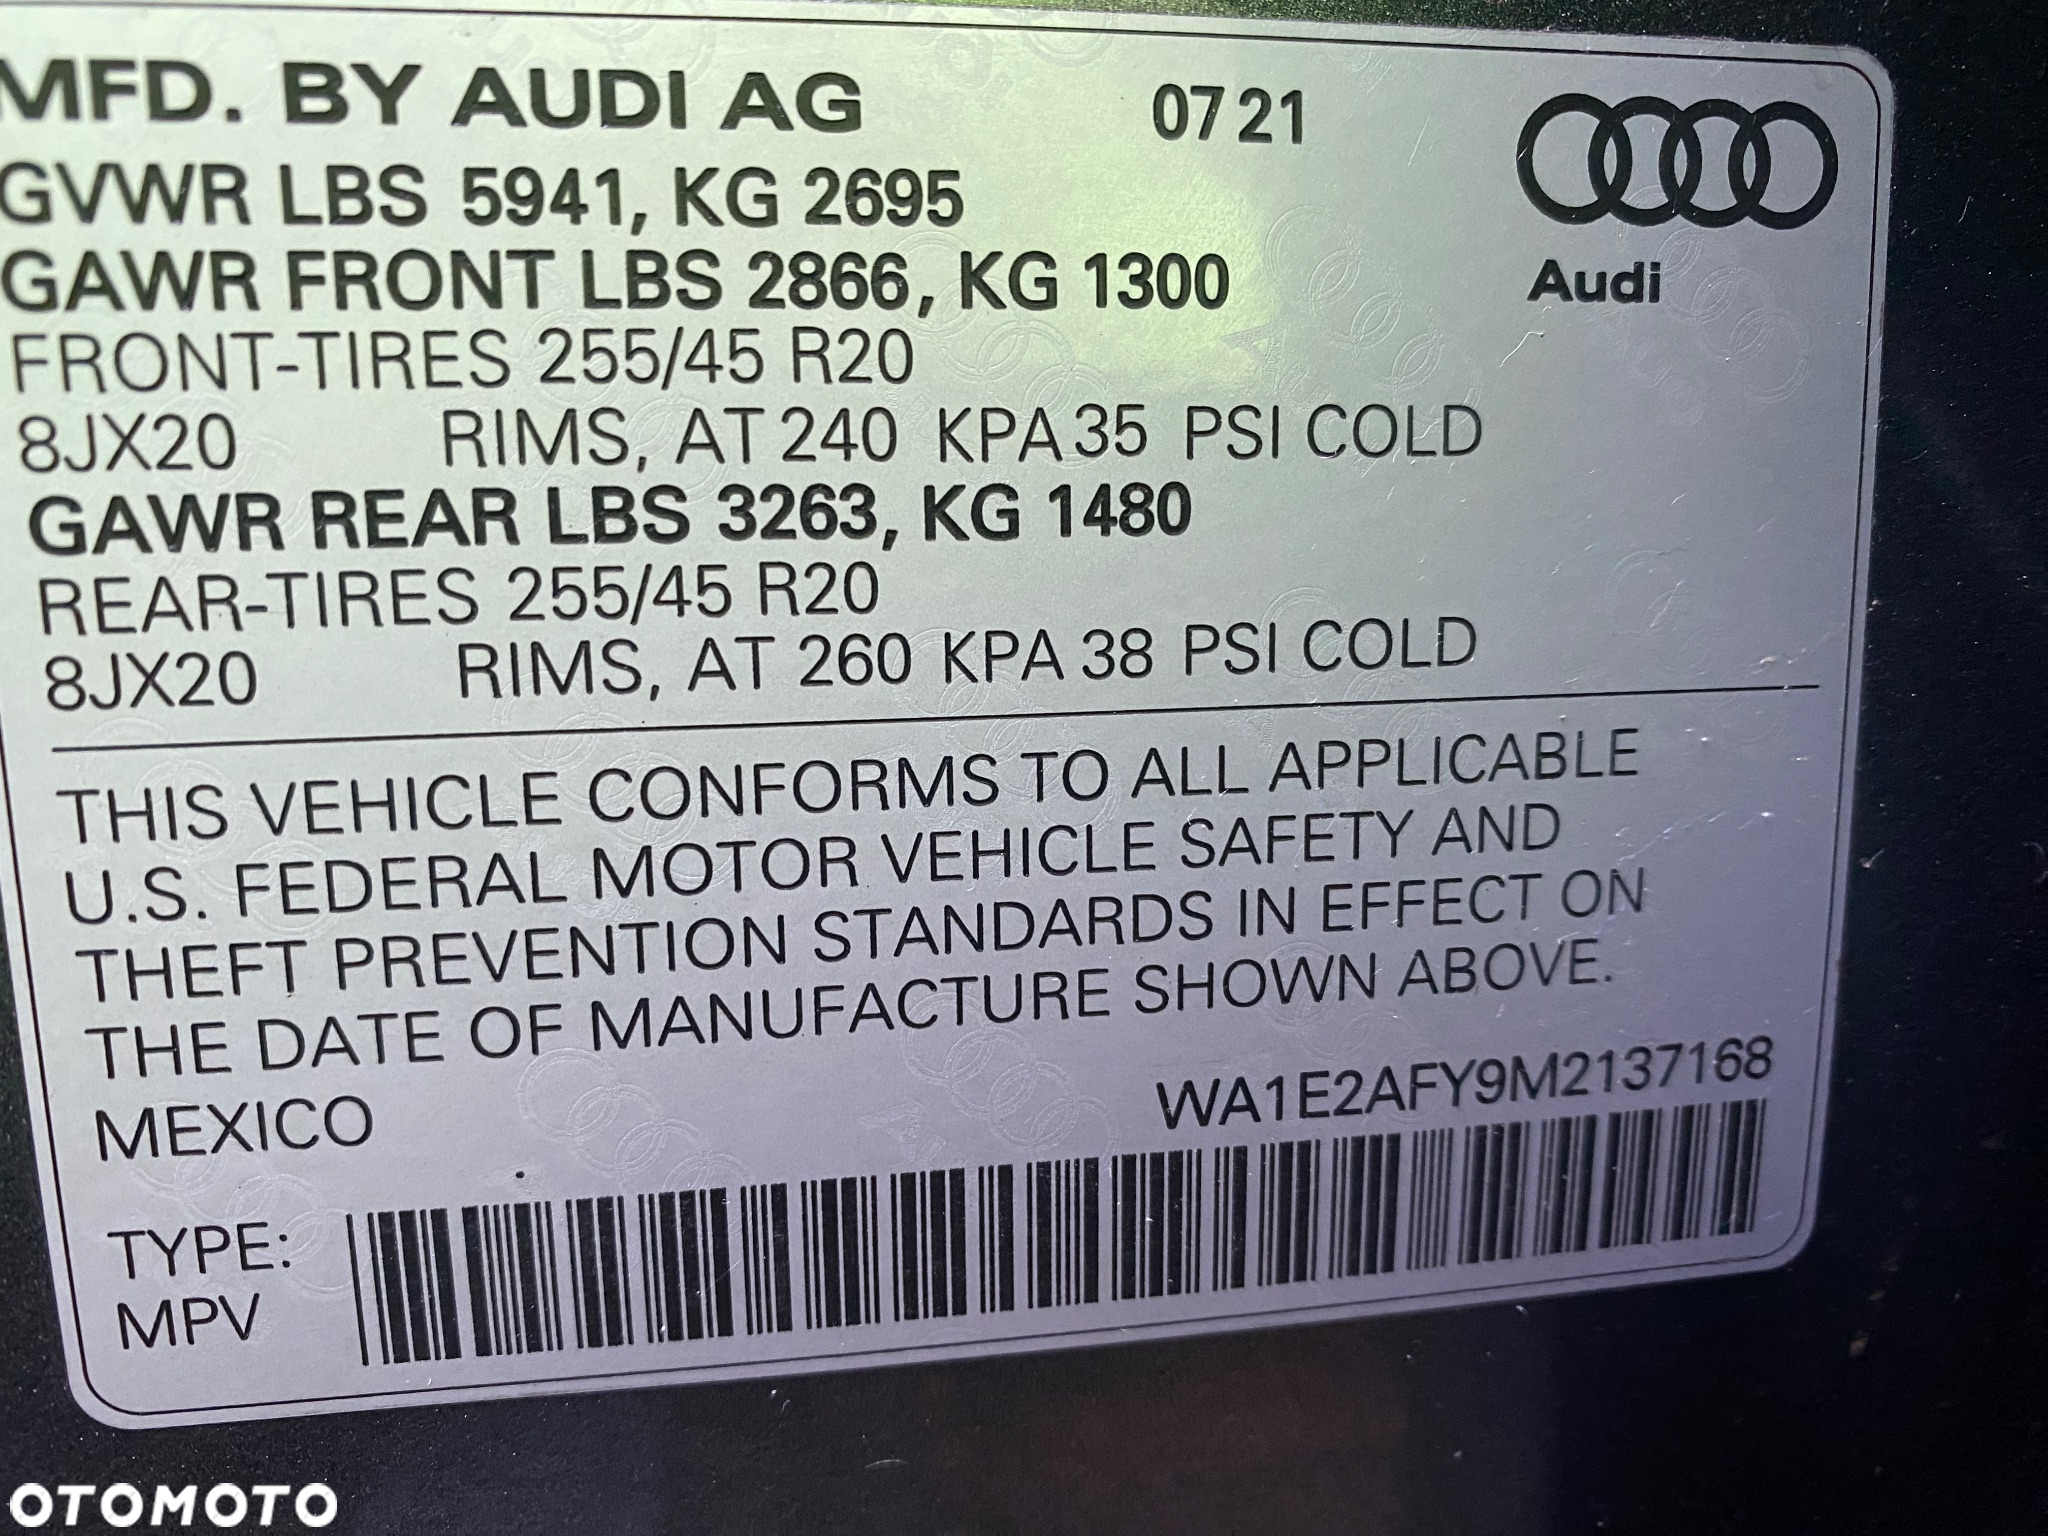 MFD. BY AUDI AG 07 21
GVWR LBS 5941, KG 2695
GAWR FRONT LBS 2866, KG 1300
Audi
FRONT-TIRES 255/45 R20
8JX20 RIMS, AT 240 KPA 35 PSI COLD
GAWR REAR LBS 3263, KG 1480
REAR-TIRES 255/45 R20
8JX20 RIMS, AT 260 KPA 38 PSI COLD
THIS VEHICLE CONFORMS TO ALL APPLICABLE
U.S. FEDERAL MOTOR VEHICLE SAFETY AND
THEFT PREVENTION STANDARDS IN EFFECT ON
THE DATE OF MANUFACTURE SHOWN ABOVE.
MEXICO WA1E2AFY9M2137168
TYPE:
MPV
OTOMOTO